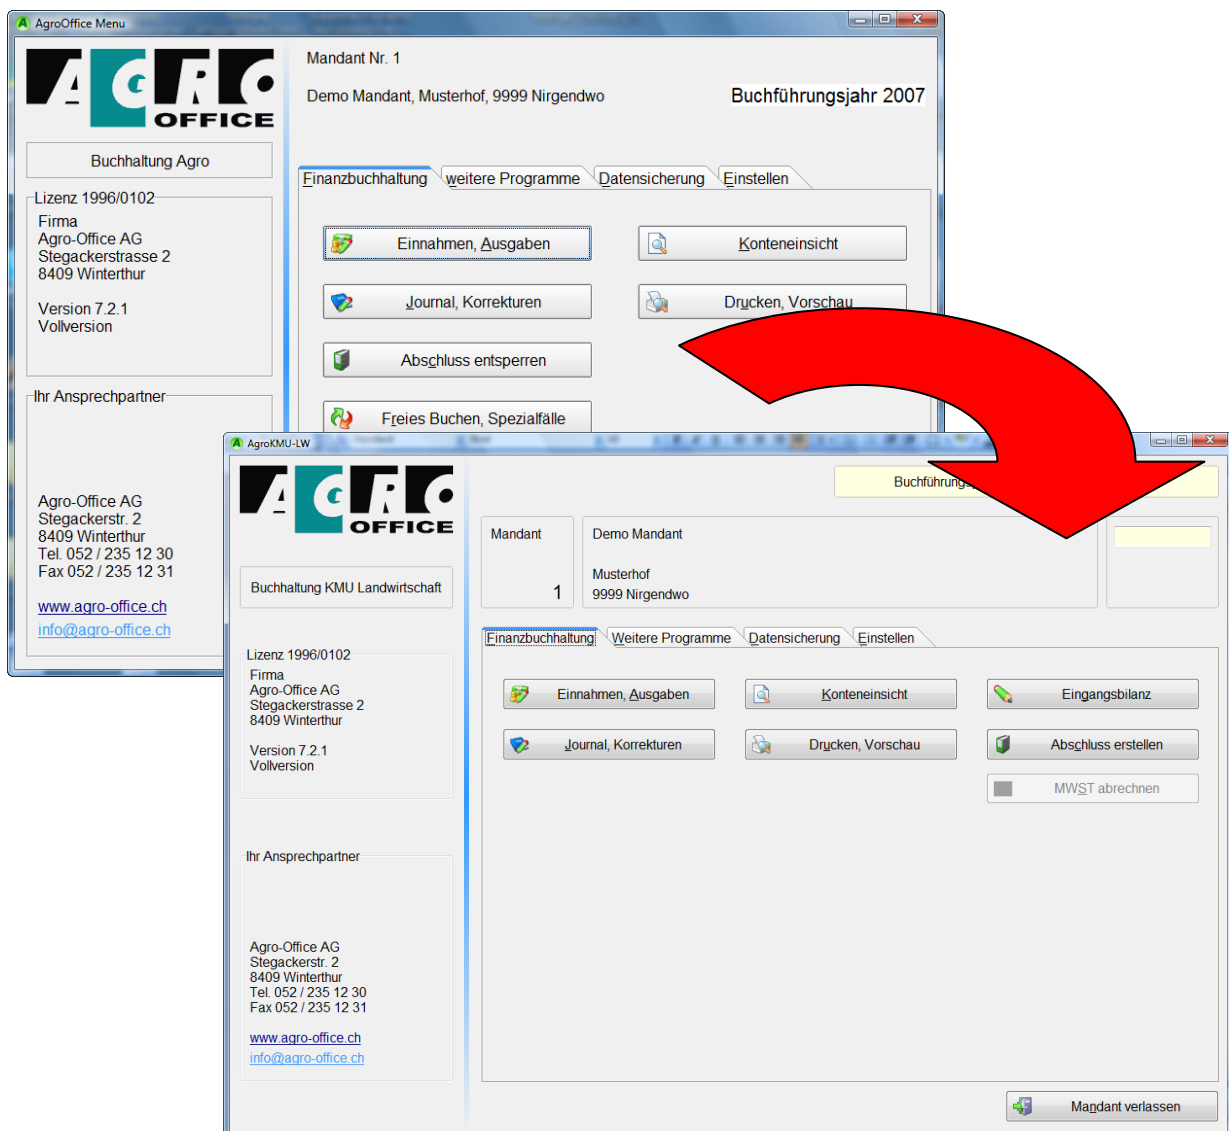 AgroOffice Menu
AGRO
OFFICE
Buchhaltung Agro
Lizenz 1996/0102
Firma
Agro-Office AG
Stegackerstrasse 2
8409 Winterthur
Version 7.2.1
Vollversion
Ihr Ansprechpartner
Agro-Office AG
Stegackerstr. 2
8409 Winterthur
Tel. 052 / 235 12 30
Fax 052 / 235 12 31
www.agro-office.ch
info@agro-office.ch
Mandant Nr. 1
Demo Mandant, Musterhof, 9999 Nirgendwo
Buchführungsjahr 2007
Finanzbuchhaltung weitere Programme Datensicherung Einstellen
Einnahmen, Ausgaben Konteneinsicht
Journal, Korrekturen Drucken, Vorschau
Abschluss entsperren
Freies Buchen, Spezialfälle
AgroKMU-LW
AGRO
OFFICE
Buchhaltung KMU Landwirtschaft
Lizenz 1996/0102
Firma
Agro-Office AG
Stegackerstrasse 2
8409 Winterthur
Version 7.2.1
Vollversion
Ihr Ansprechpartner
Agro-Office AG
Stegackerstr. 2
8409 Winterthur
Tel. 052 / 235 12 30
Fax 052 / 235 12 31
www.agro-office.ch
info@agro-office.ch
Mandant
1
Demo Mandant
Musterhof
9999 Nirgendwo
Finanzbuchhaltung Weitere Programme Datensicherung Einstellen
Einnahmen, Ausgaben Konteneinsicht Eingangsbilanz
Journal, Korrekturen Drucken, Vorschau Abschluss erstellen
MWST abrechnen
Mandant verlassen